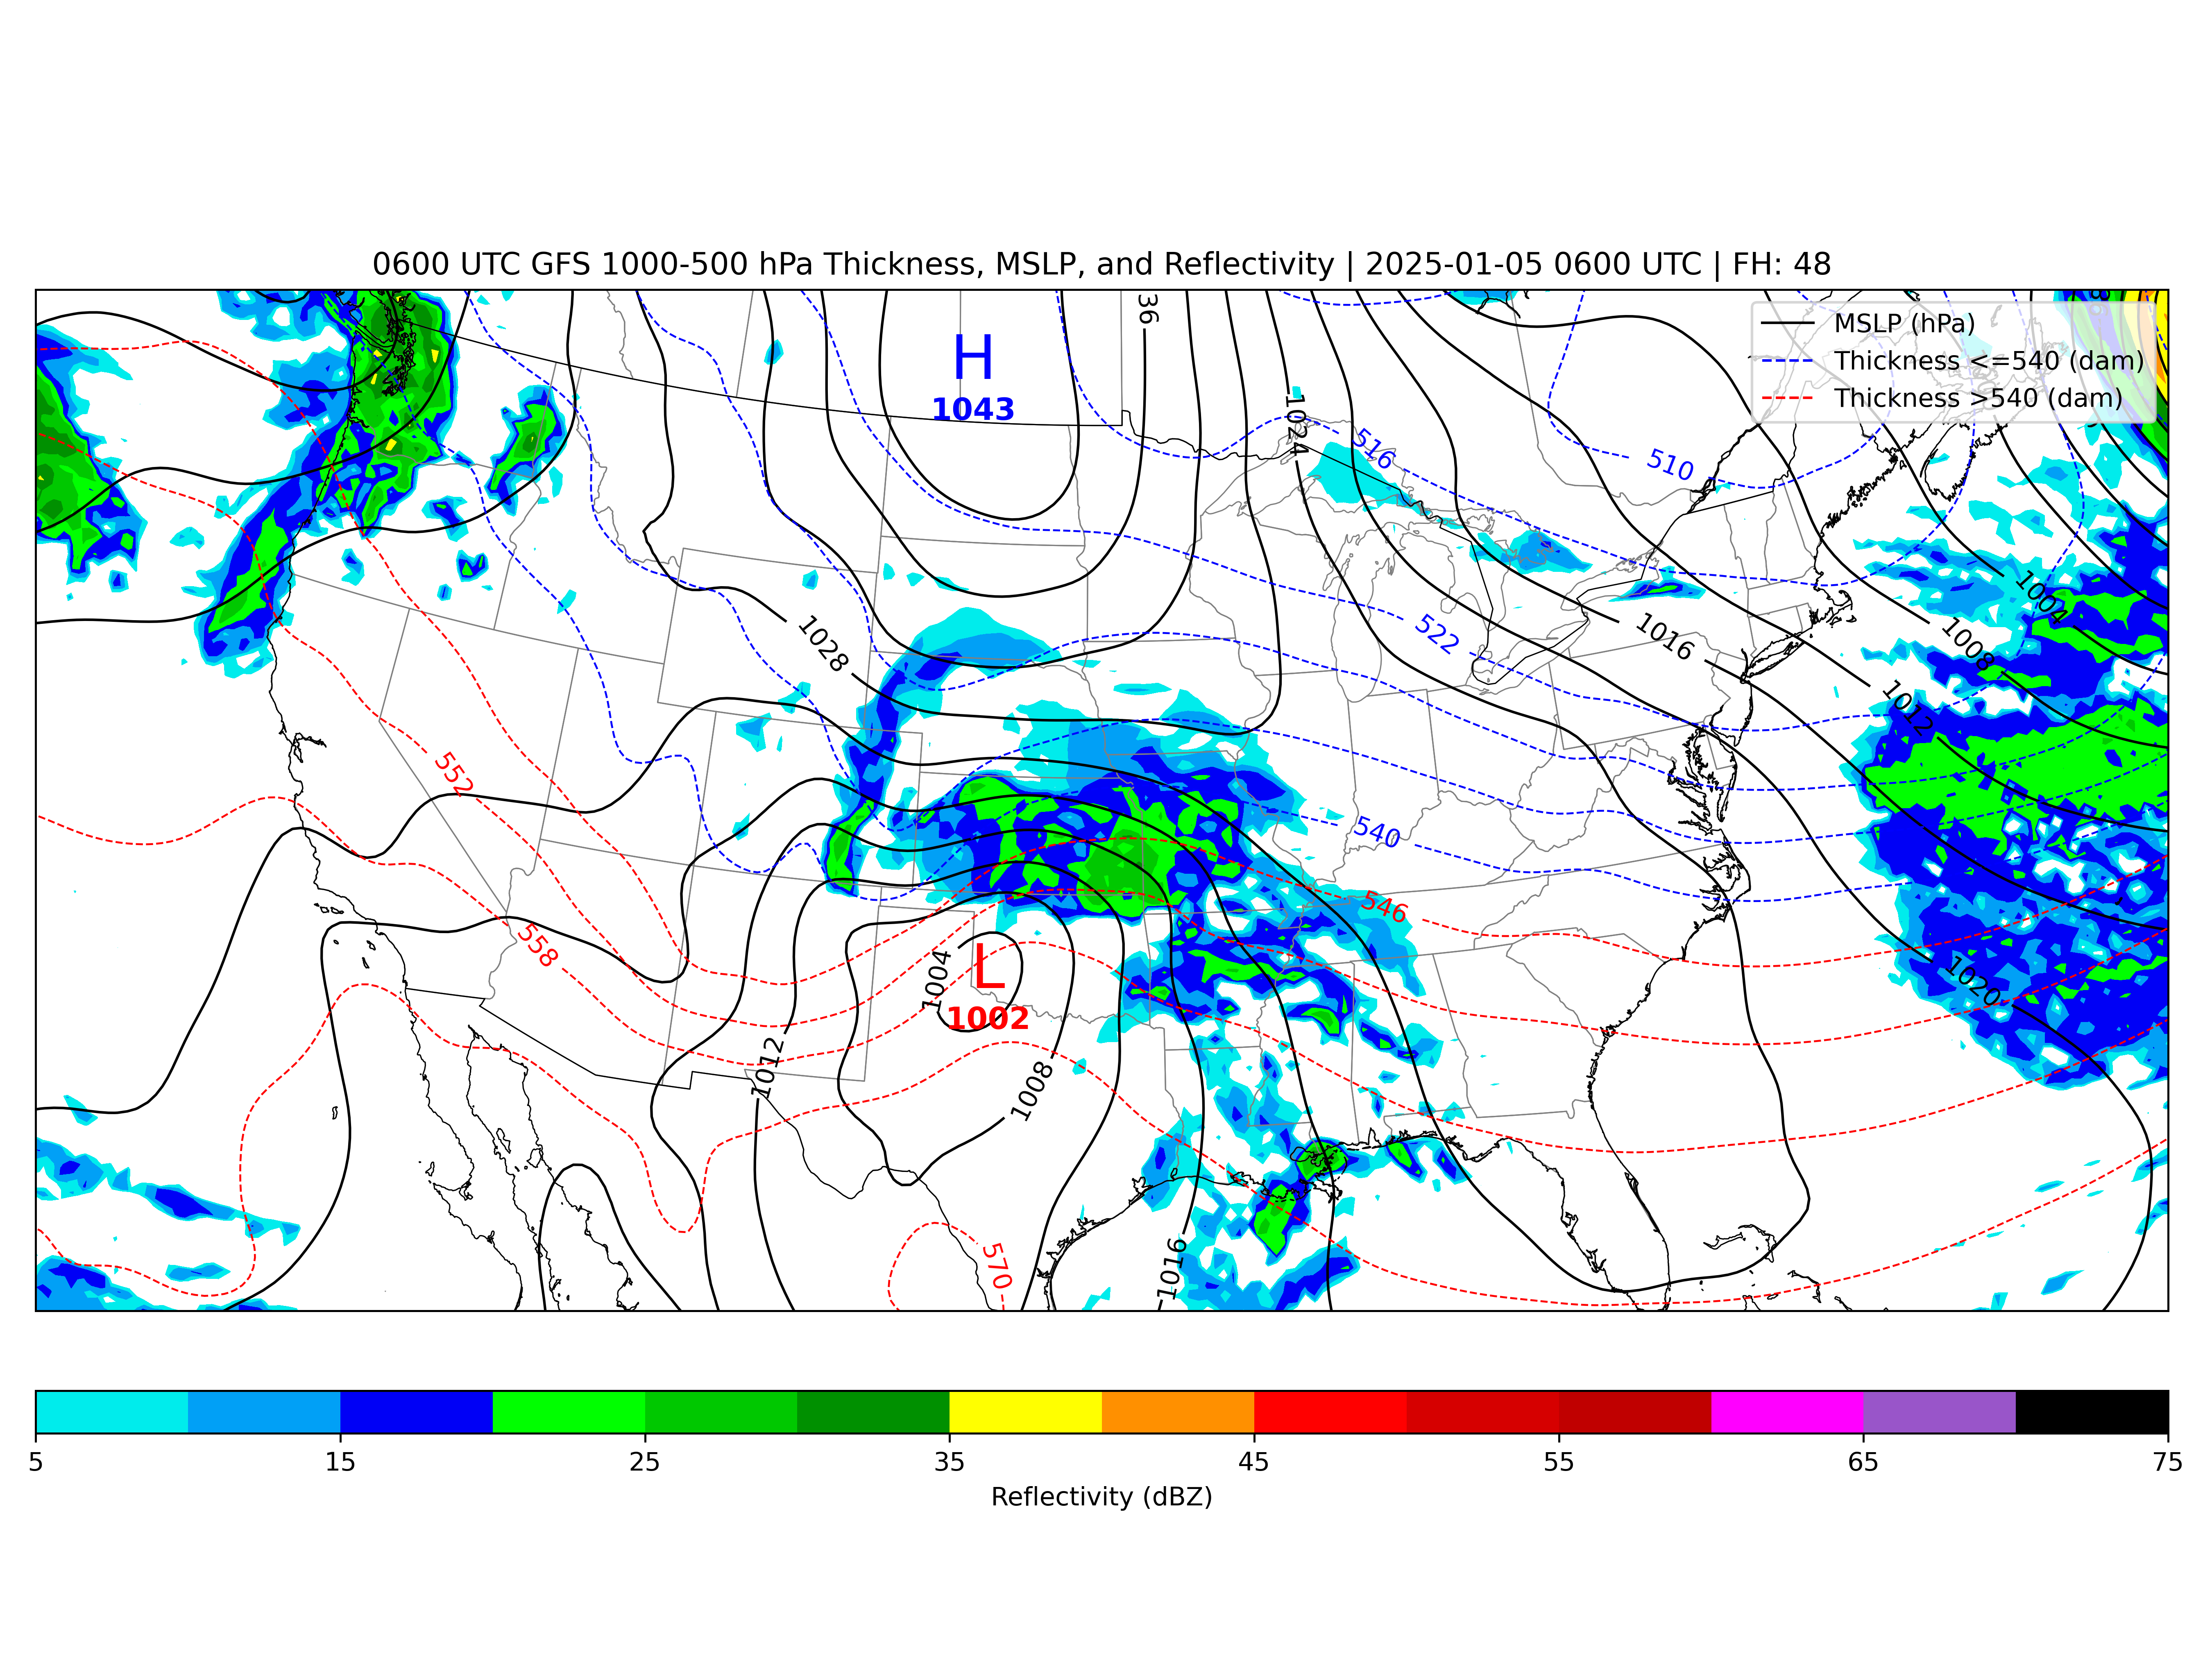 0600 UTC GFS 1000-500 hPa Thickness, MSLP, and Reflectivity | 2025-01-05 0600 UTC | FH: 48
MSLP (hPa)
Thickness <=540 (dam)
Thickness >540 (dam)
36
H
1043
1024
516
510
1004
1028
522
1016
1008
1012
552
540
546
558
1004
L
1002
1020
1012
1008
1016
570
5 15 25 35 45 55 65 75
Reflectivity (dBZ)